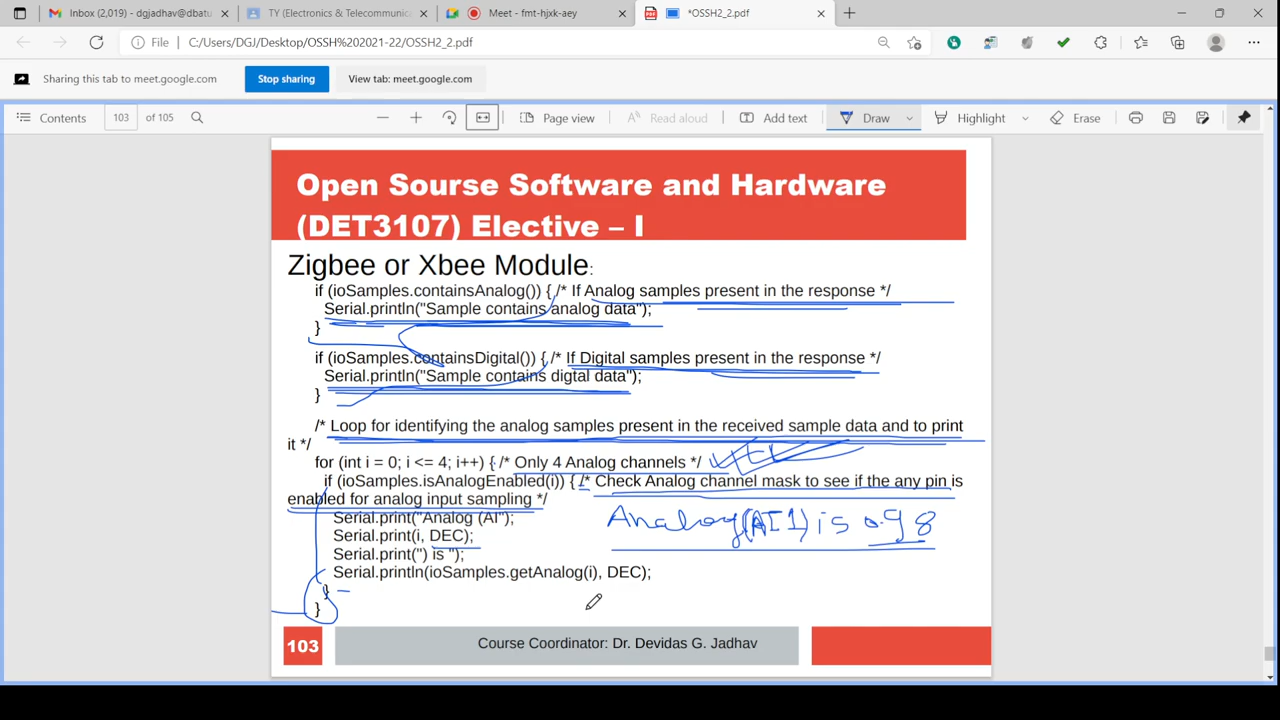 Inbox (2,019) - dgjadhav@dbatu
TY (Electronics & Telecommunica
Meet - fmt-hjxk-aey
*OSSH2_2.pdf
File
C:/Users/DGJ/Desktop/OSSH%202021-22/OSSH2_2.pdf
Sharing this tab to meet.google.com
Stop sharing
View tab: meet.google.com
Contents
103 of 105
Page view
Read aloud
Add text
Draw
Highlight
Erase
Open Sourse Software and Hardware
(DET3107) Elective – I
Zigbee or Xbee Module:
if (ioSamples.containsAnalog()) { /* If Analog samples present in the response */
Serial.println("Sample contains analog data");
}
if (ioSamples.containsDigital()) { /* If Digital samples present in the response */
Serial.println("Sample contains digtal data");
}
/* Loop for identifying the analog samples present in the received sample data and to print
it */
for (int i = 0; i <= 4; i++) { /* Only 4 Analog channels */
if (ioSamples.isAnalogEnabled(i)) { /* Check Analog channel mask to see if the any pin is
enabled for analog input sampling */
Serial.print("Analog (AI");
Analog(AI1) is 0.98
Serial.print(i, DEC);
Serial.print(") is ");
Serial.println(ioSamples.getAnalog(i), DEC);
}
}
103
Course Coordinator: Dr. Devidas G. Jadhav